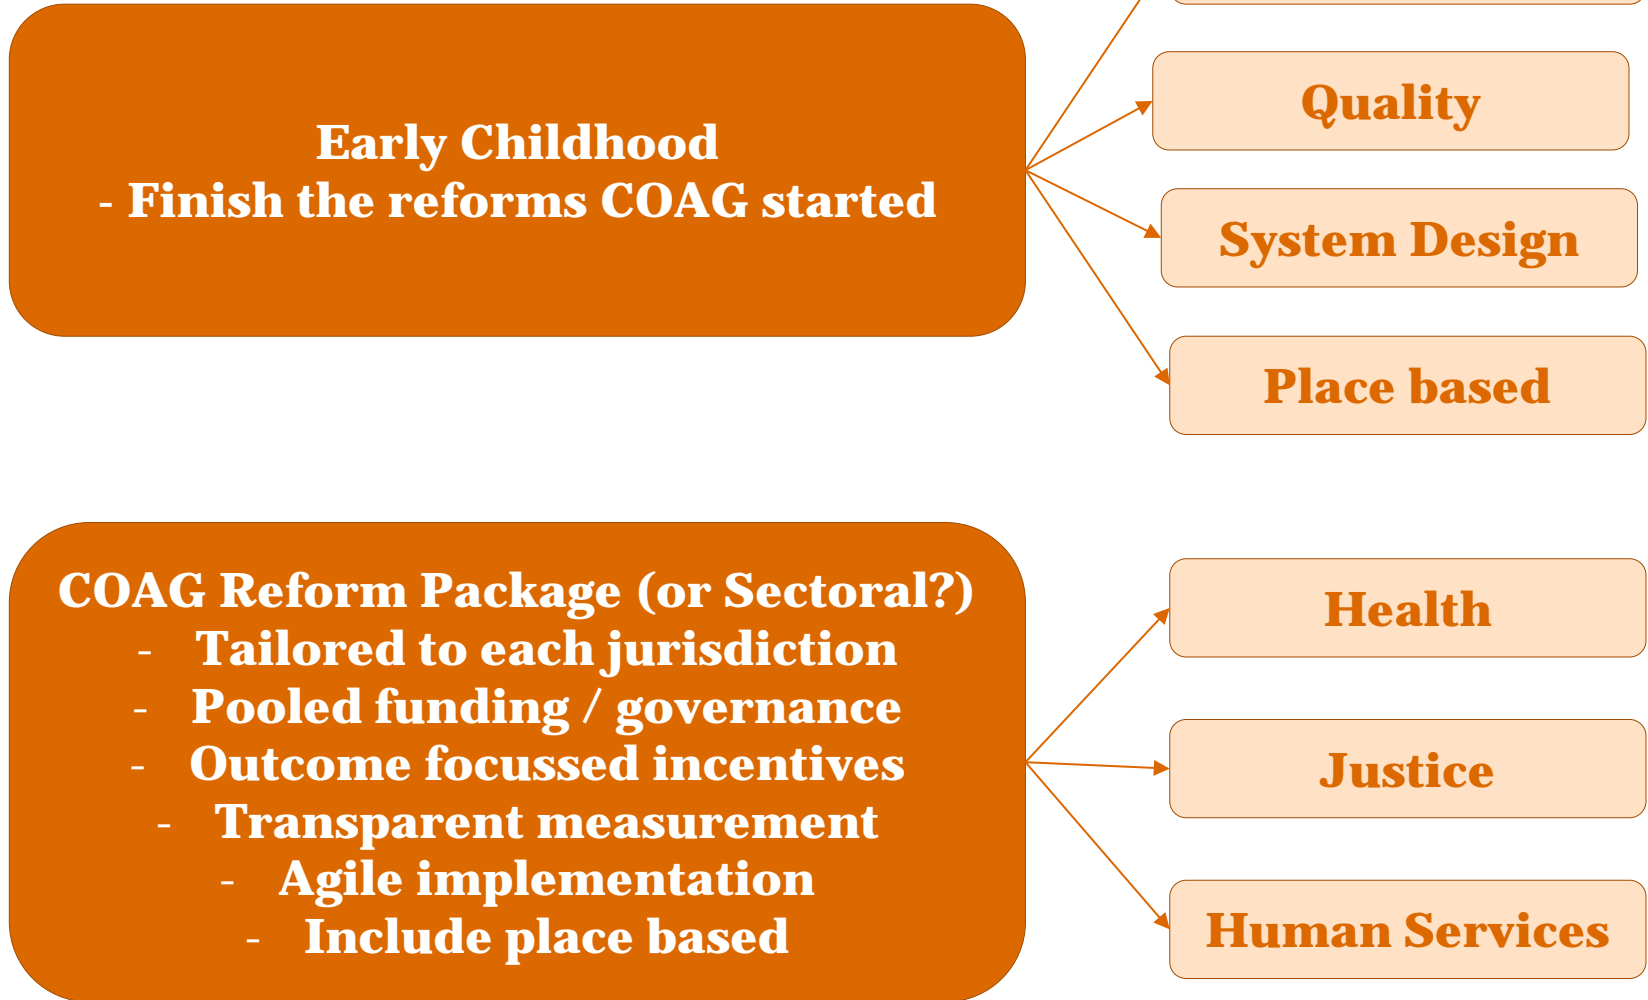 Early Childhood
- Finish the reforms COAG started
Quality
System Design
Place based
COAG Reform Package (or Sectoral?)
- Tailored to each jurisdiction
- Pooled funding / governance
- Outcome focussed incentives
- Transparent measurement
- Agile implementation
- Include place based
Health
Justice
Human Services